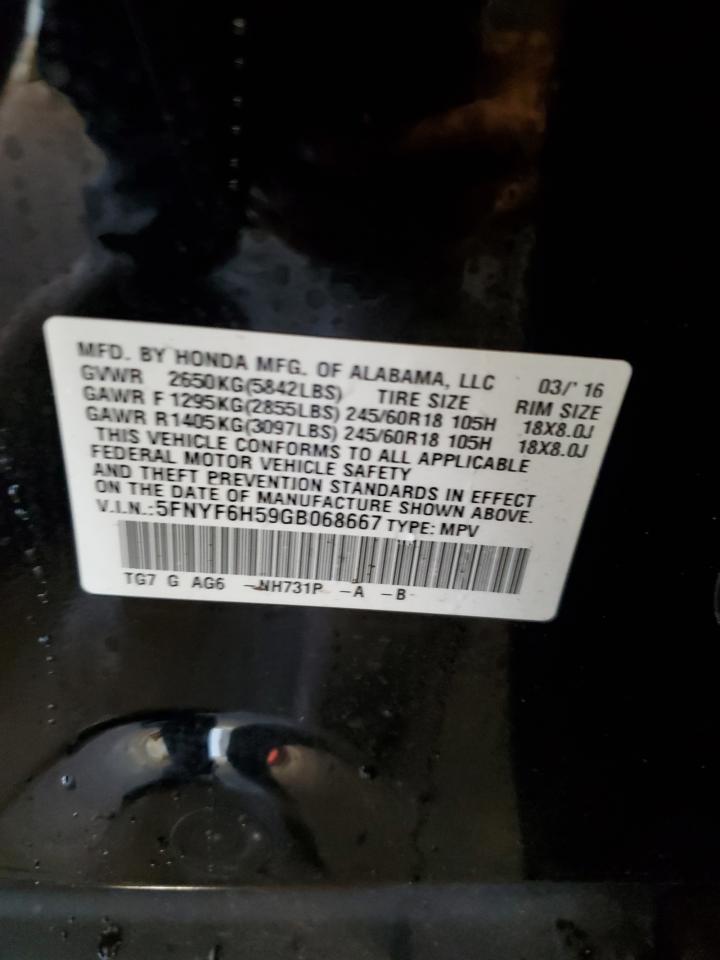 MFD. BY HONDA MFG. OF ALABAMA, LLC 03/' 16
GVWR 2650KG(5842LBS) TIRE SIZE RIM SIZE
GAWR F 1295KG(2855LBS) 245/60R18 105H 18X8.0J
GAWR R1405KG(3097LBS) 245/60R18 105H 18X8.0J
THIS VEHICLE CONFORMS TO ALL APPLICABLE
FEDERAL MOTOR VEHICLE SAFETY
AND THEFT PREVENTION STANDARDS IN EFFECT
ON THE DATE OF MANUFACTURE SHOWN ABOVE.
V.I.N.:5FNYF6H59GB068667 TYPE: MPV
TG7 G AG6 -NH731P -A -B